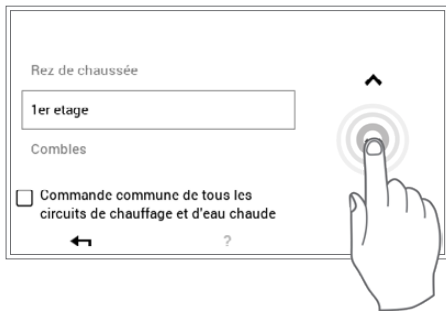 Rez de chaussée
1er etage
Combles
Commande commune de tous les
circuits de chauffage et d'eau chaude
?